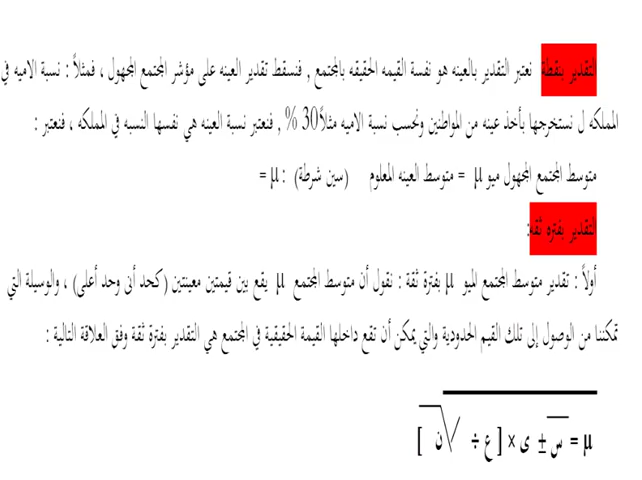 التقدير بنقطة نعتبر التقدير بالعينه هو نفسة القيمه الحقيقه بالمجتمع , فنسقط تقدير العينه على مؤشر المجتمع المجهول ، فمثلاً : نسبة الاميه في
المملكه ل نستخرجها بأخذ عينه من المواطنين ونحسب نسبة الاميه مثلاً30 % , فنعتبر نسبة العينه هي نفسها النسبه في المملكه ، فنعتبر :
متوسط المجتمع المجهول ميو μ = متوسط العينه المعلوم (سين شرطة) : μ =
التقدير بفتره ثقه:
أولاً : تقدير متوسط المجتمع الميو μ بفترة ثقة : نقول أن متوسط المجتمع μ يقع بين قيمتين معينتين (كحد أنى وحد أعلى) ، والوسيلة التي
تمكننا من الوصول إلى تلك القيم الحدودية والتي يمكن أن تقع داخلها القيمة الحقيقية في المجتمع هي التقدير بفترة ثقة وفق العلاقة التالية :
μ = س̅ ± ى × [ ع ÷ √ن ]